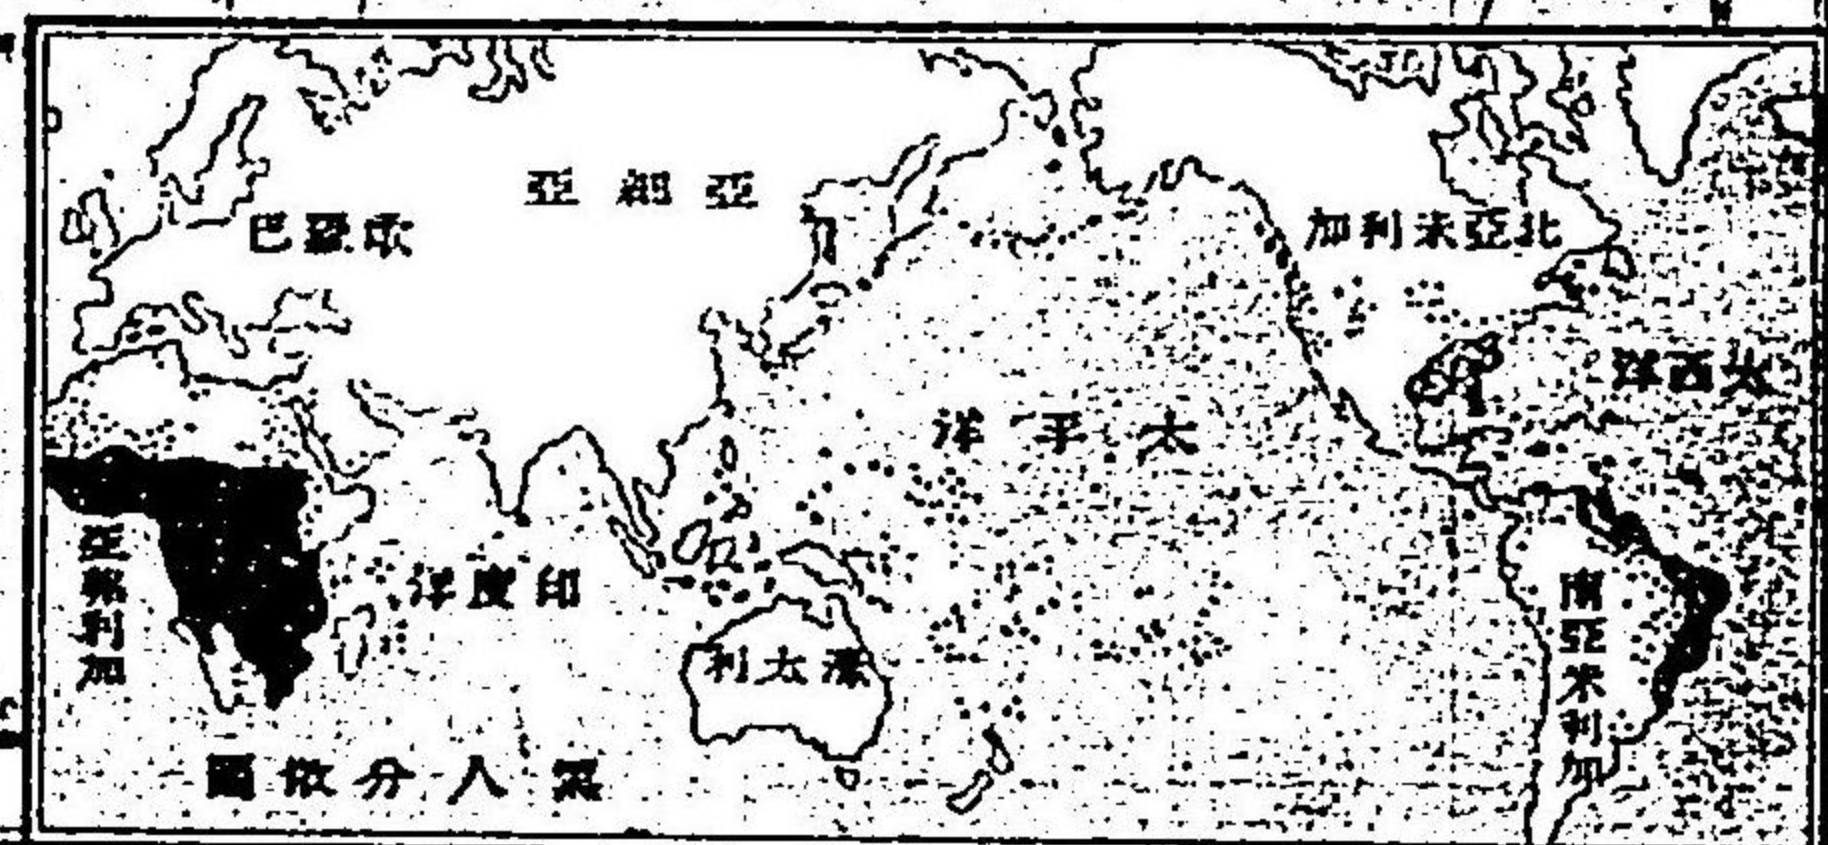 亞細亞
歐羅巴
北亞米利加
大西洋
太平洋
亞弗利加
印度洋
南亞米利加
濠太利
黑人分散圖